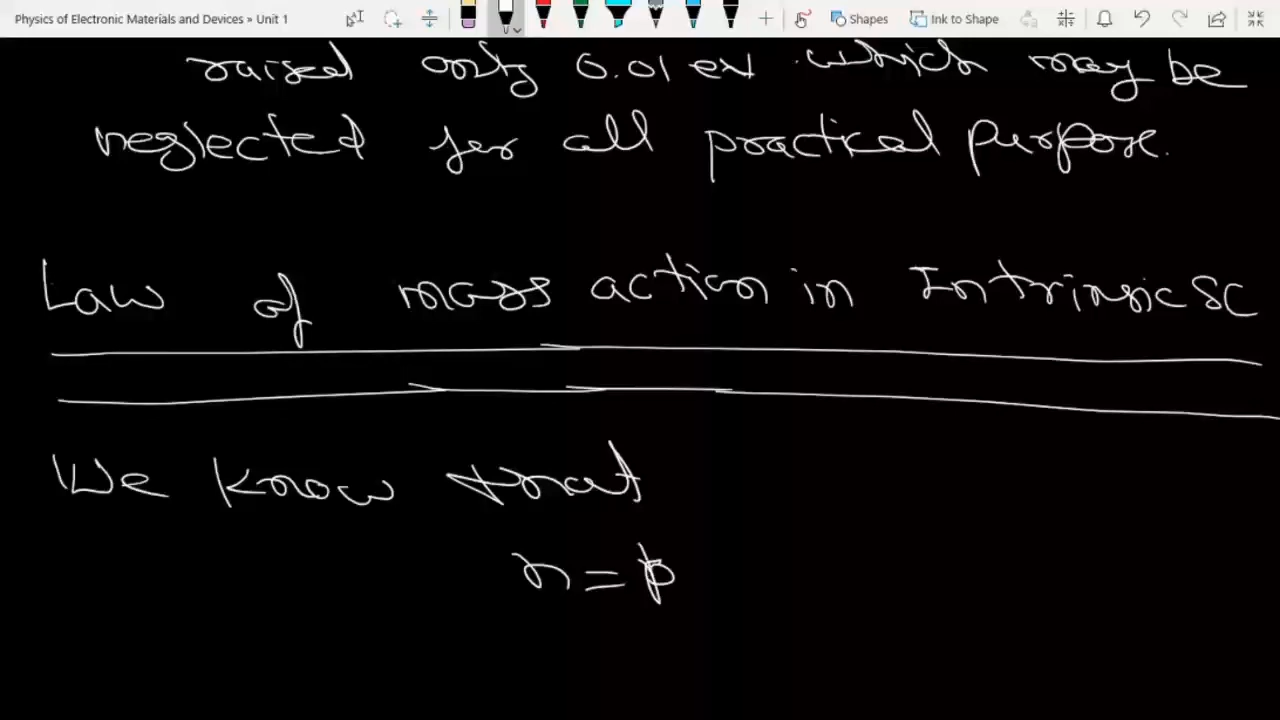 Physics of Electronic Materials and Devices » Unit 1
Shapes
Ink to Shape
raised only 0.01 eV . which may be
neglected for all practical purpose.
Law of mass action in Intrinsic SC
We know that
n = p